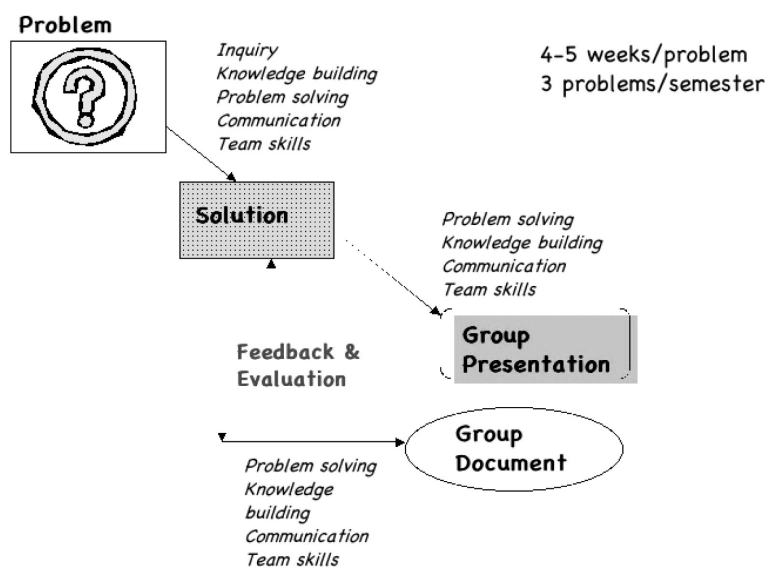 Problem
?
Inquiry
Knowledge building
Problem solving
Communication
Team skills
4-5 weeks/problem
3 problems/semester
Solution
Problem solving
Knowledge building
Communication
Team skills
Group
Presentation
Feedback &
Evaluation
Group
Document
Problem solving
Knowledge
building
Communication
Team skills